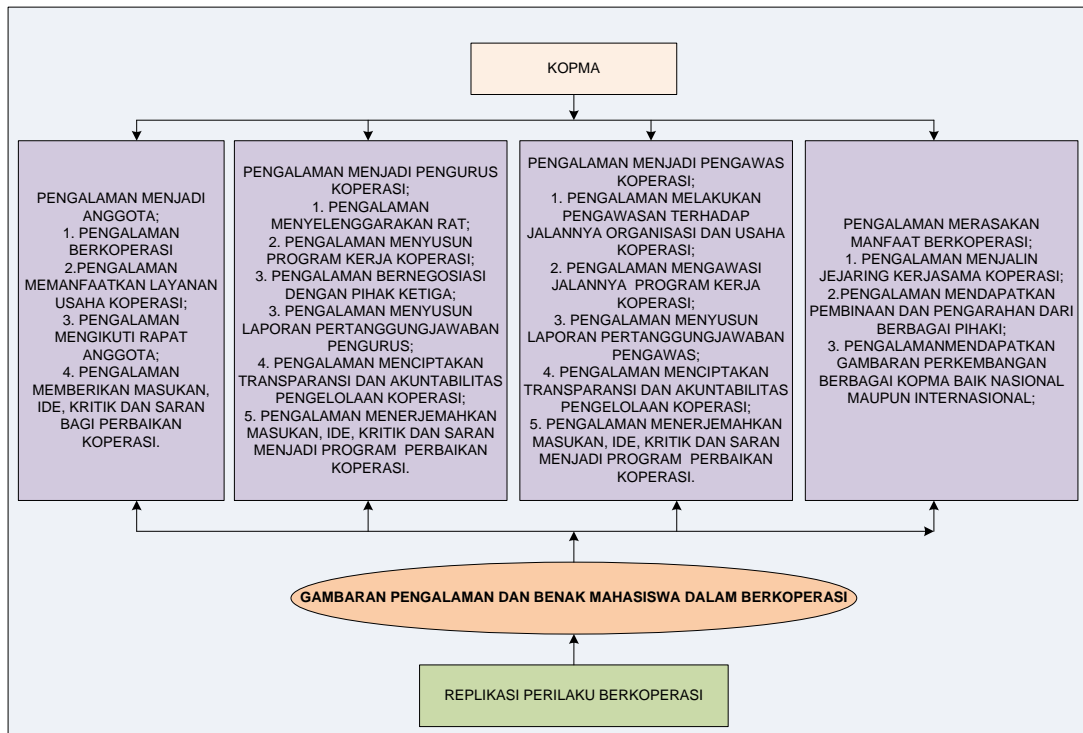 KOPMA
PENGALAMAN MENJADI
ANGGOTA;
1. PENGALAMAN
BERKOPERASI
2.PENGALAMAN
MEMANFAATKAN LAYANAN
USAHA KOPERASI;
3. PENGALAMAN
MENGIKUTI RAPAT
ANGGOTA;
4. PENGALAMAN
MEMBERIKAN MASUKAN,
IDE, KRITIK DAN SARAN
BAGI PERBAIKAN
KOPERASI.
PENGALAMAN MENJADI PENGURUS
KOPERASI;
1. PENGALAMAN
MENYELENGGARAKAN RAT;
2. PENGALAMAN MENYUSUN
PROGRAM KERJA KOPERASI;
3. PENGALAMAN BERNEGOSIASI
DENGAN PIHAK KETIGA;
3. PENGALAMAN MENYUSUN
LAPORAN PERTANGGUNGJAWABAN
PENGURUS;
4. PENGALAMAN MENCIPTAKAN
TRANSPARANSI DAN AKUNTABILITAS
PENGELOLAAN KOPERASI;
5. PENGALAMAN MENERJEMAHKAN
MASUKAN, IDE, KRITIK DAN SARAN
MENJADI PROGRAM  PERBAIKAN
KOPERASI.
PENGALAMAN MENJADI PENGAWAS
KOPERASI;
1. PENGALAMAN MELAKUKAN
PENGAWASAN TERHADAP
JALANNYA ORGANISASI DAN USAHA
KOPERASI;
2. PENGALAMAN MENGAWASI
JALANNYA  PROGRAM KERJA
KOPERASI;
3. PENGALAMAN MENYUSUN
LAPORAN PERTANGGUNGJAWABAN
PENGAWAS;
4. PENGALAMAN MENCIPTAKAN
TRANSPARANSI DAN AKUNTABILITAS
PENGELOLAAN KOPERASI;
5. PENGALAMAN MENERJEMAHKAN
MASUKAN, IDE, KRITIK DAN SARAN
MENJADI PROGRAM  PERBAIKAN
KOPERASI.
PENGALAMAN MERASAKAN
MANFAAT BERKOPERASI;
1. PENGALAMAN MENJALIN
JEJARING KERJASAMA KOPERASI;
2.PENGALAMAN MENDAPATKAN
PEMBINAAN DAN PENGARAHAN DARI
BERBAGAI PIHAKI;
3. PENGALAMANMENDAPATKAN
GAMBARAN PERKEMBANGAN
BERBAGAI KOPMA BAIK NASIONAL
MAUPUN INTERNASIONAL;
GAMBARAN PENGALAMAN DAN BENAK MAHASISWA DALAM BERKOPERASI
REPLIKASI PERILAKU BERKOPERASI